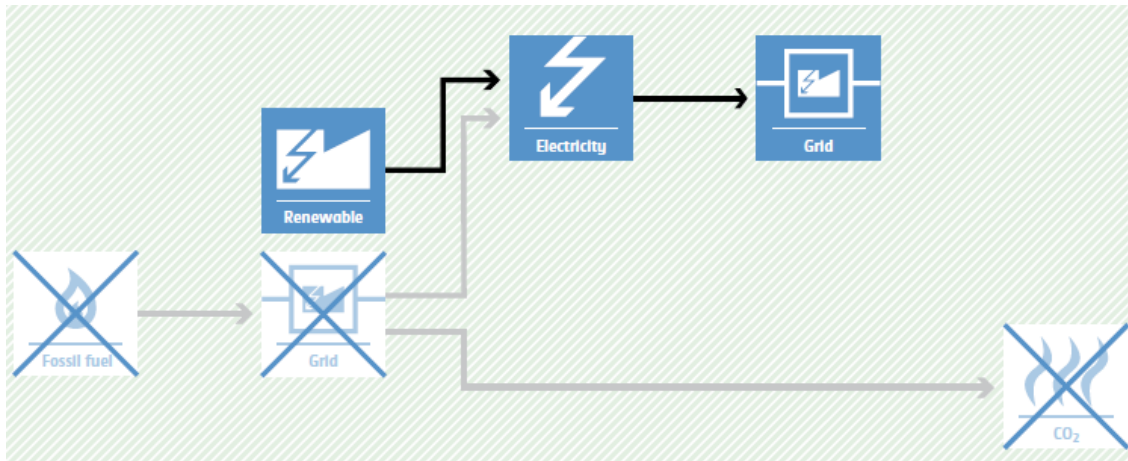 Electricity
Grid
Renewable
Fossil fuel
Grid
CO₂